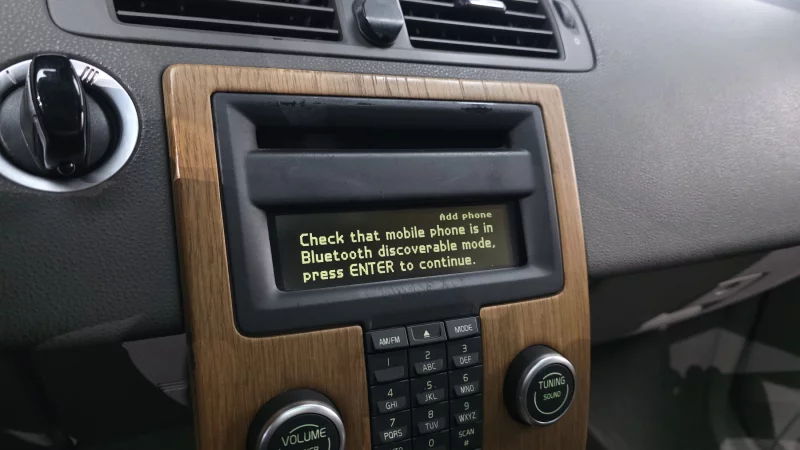 Add phone
Check that mobile phone is in
Bluetooth discoverable mode,
press ENTER to continue.
AM/FM
MODE
1
2
ABC
3
DEF
4
GHI
.5
JKL
6
MNO
7
PQRS
8
TUV
9
WXYZ
0
SCAN
#
VOLUME
TUNING
SOUND